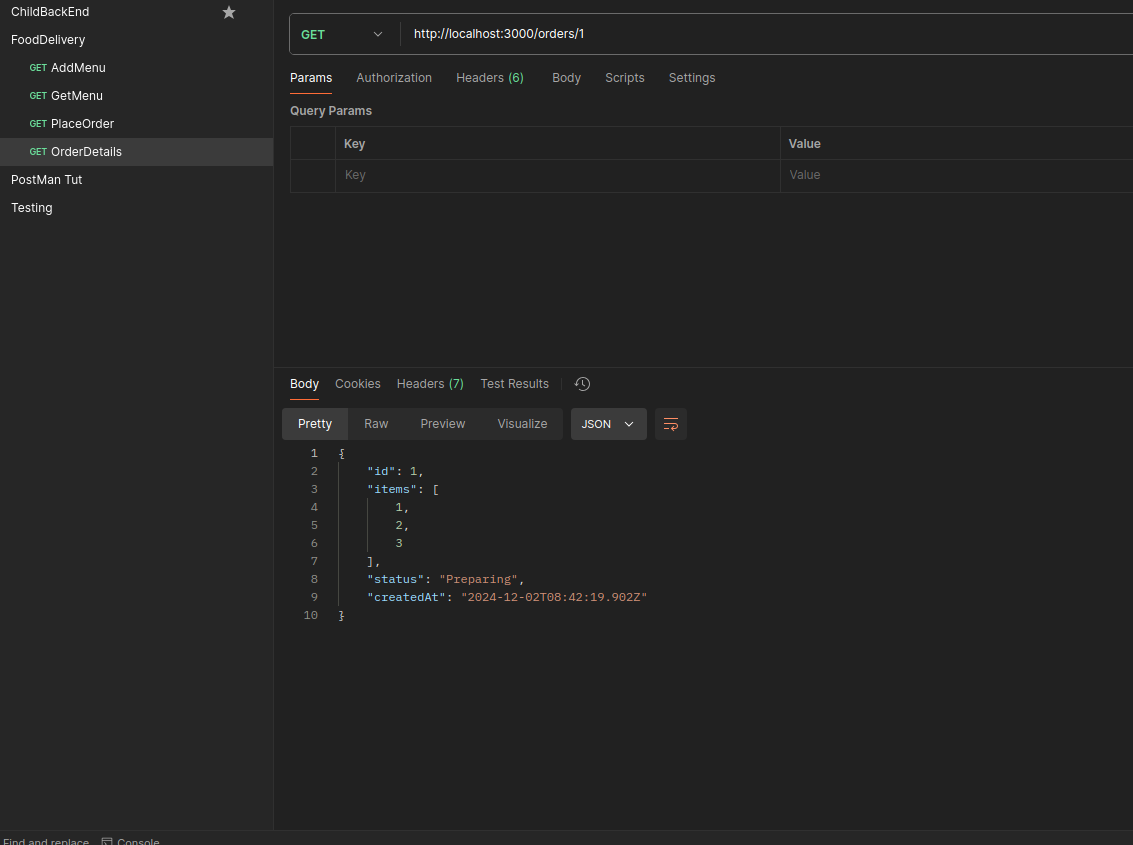 ChildBackEnd
FoodDelivery
GET AddMenu
GET GetMenu
GET PlaceOrder
GET OrderDetails
PostMan Tut
Testing
GET http://localhost:3000/orders/1
Params Authorization Headers (6) Body Scripts Settings
Query Params
Key Value
Key Value
Body Cookies Headers (7) Test Results
Pretty Raw Preview Visualize JSON
1 {
2 "id": 1,
3 "items": [
4 1,
5 2,
6 3
7 ],
8 "status": "Preparing",
9 "createdAt": "2024-12-02T08:42:19.902Z"
10 }
Find and replace Console